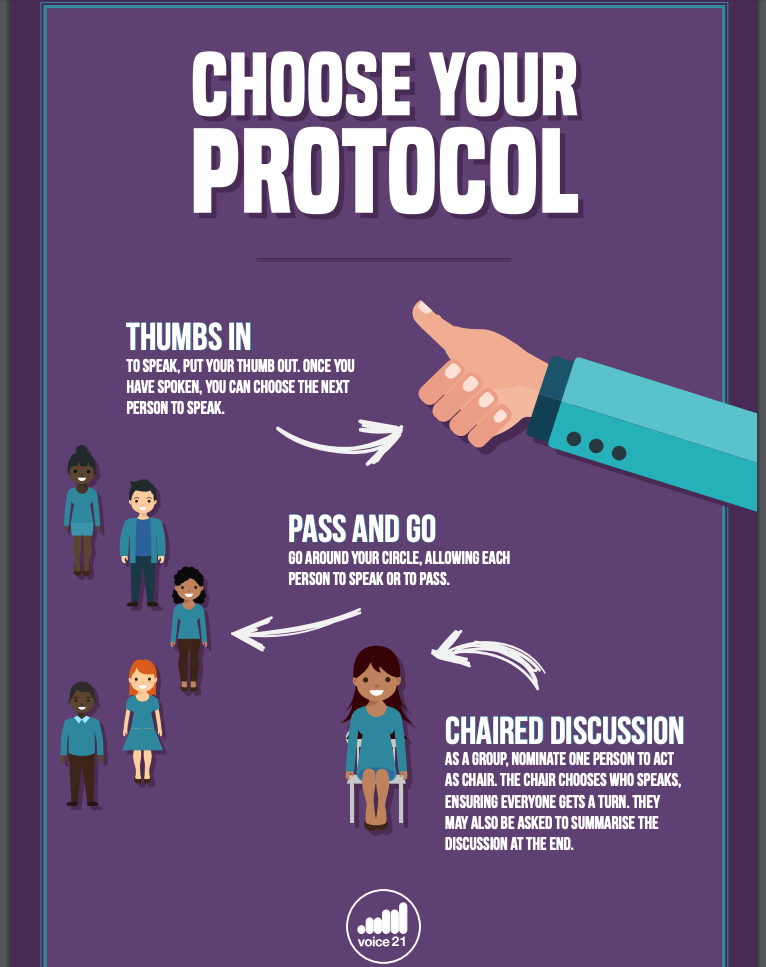 CHOOSE YOUR
PROTOCOL
THUMBS IN
TO SPEAK, PUT YOUR THUMB OUT. ONCE YOU
HAVE SPOKEN, YOU CAN CHOOSE THE NEXT
PERSON TO SPEAK.
PASS AND GO
GO AROUND YOUR CIRCLE, ALLOWING EACH
PERSON TO SPEAK OR TO PASS.
CHAIRED DISCUSSION
AS A GROUP, NOMINATE ONE PERSON TO ACT
AS CHAIR. THE CHAIR CHOOSES WHO SPEAKS,
ENSURING EVERYONE GETS A TURN. THEY
MAY ALSO BE ASKED TO SUMMARISE THE
DISCUSSION AT THE END.
voice 21